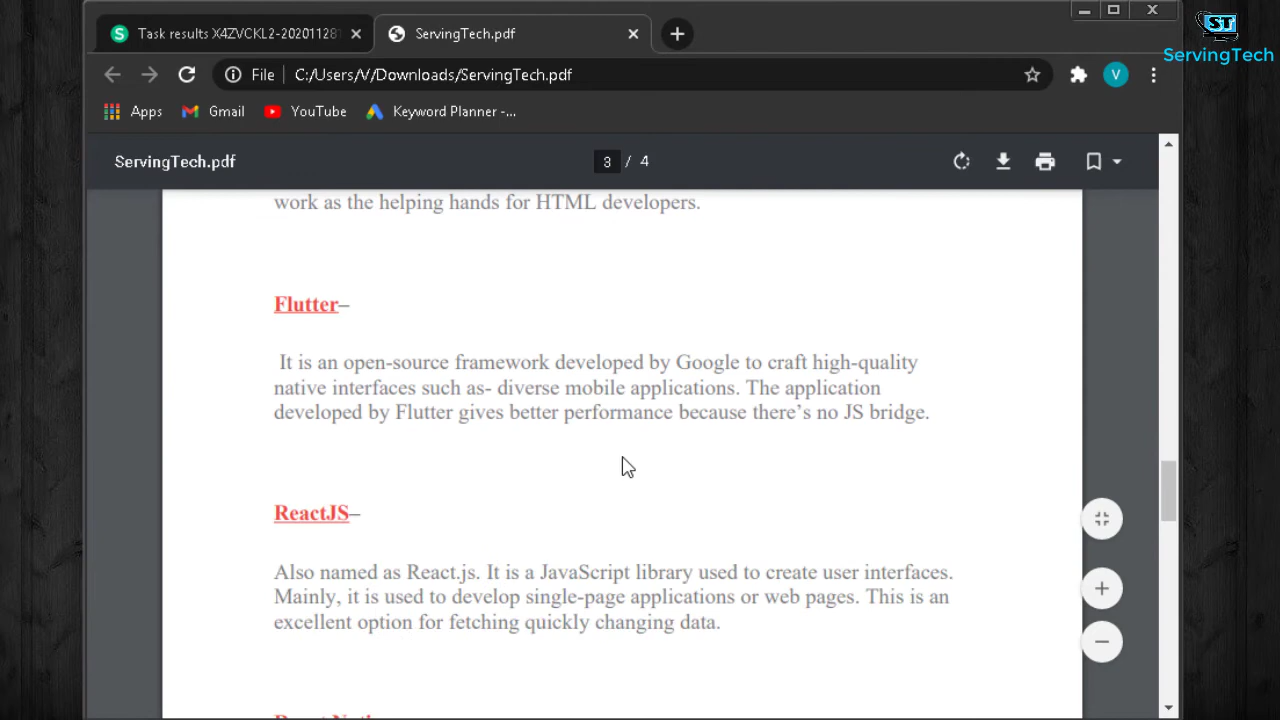 ST
ServingTech
Task results X4ZVCKL2-202011281
ServingTech.pdf
File
C:/Users/V/Downloads/ServingTech.pdf
V
Apps
Gmail
YouTube
Keyword Planner -...
ServingTech.pdf
3 / 4
work as the helping hands for HTML developers.
Flutter–
It is an open-source framework developed by Google to craft high-quality
native interfaces such as- diverse mobile applications. The application
developed by Flutter gives better performance because there’s no JS bridge.
ReactJS–
Also named as React.js. It is a JavaScript library used to create user interfaces.
Mainly, it is used to develop single-page applications or web pages. This is an
excellent option for fetching quickly changing data.